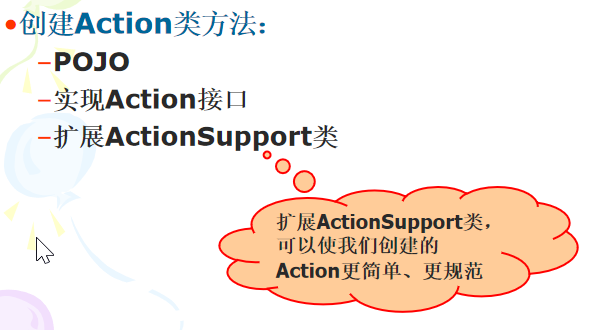 •创建Action类方法：
–POJO
–实现Action接口
–扩展ActionSupport类
扩展ActionSupport类，
可以使我们创建的
Action更简单、更规范